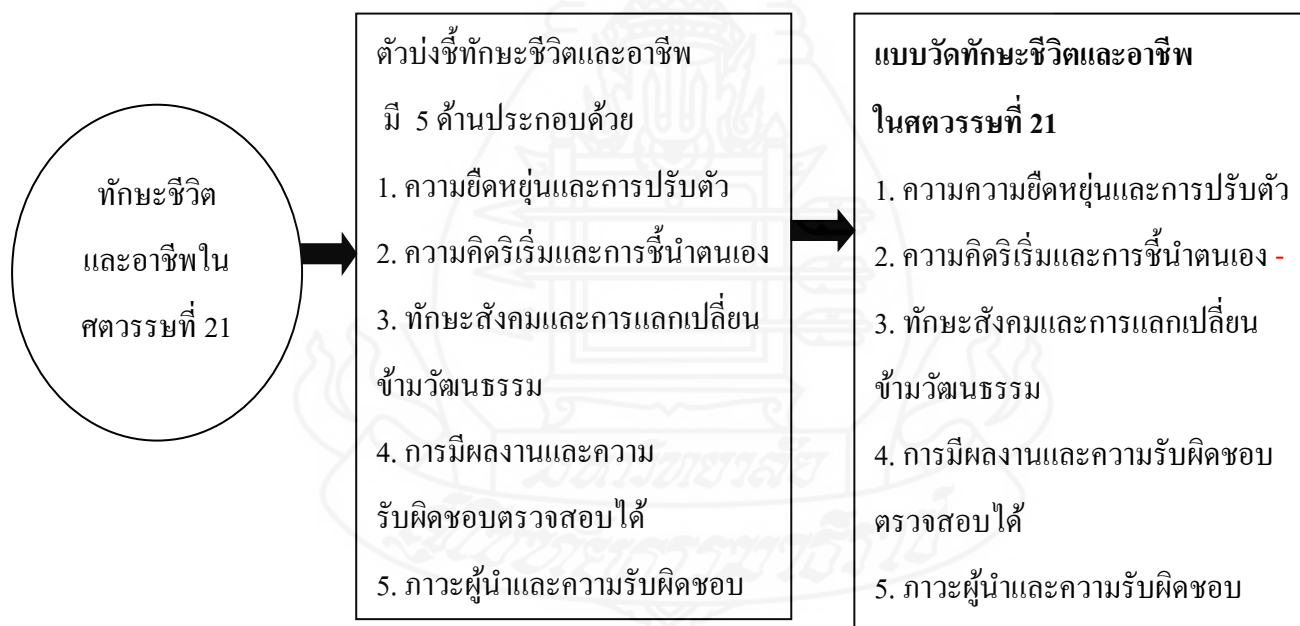 ทักษะชีวิต
และอาชีพใน
ศตวรรษที่ 21
ตัวบ่งชี้ทักษะชีวิตและอาชีพ
มี 5 ด้านประกอบด้วย
1. ความยืดหยุ่นและการปรับตัว
2. ความคิดริเริ่มและการชี้นำตนเอง
3. ทักษะสังคมและการแลกเปลี่ยน
ข้ามวัฒนธรรม
4. การมีผลงานและความ
รับผิดชอบตรวจสอบได้
5. ภาวะผู้นำและความรับผิดชอบ
แบบวัดทักษะชีวิตและอาชีพ
ในศตวรรษที่ 21
1. ความความยืดหยุ่นและการปรับตัว
2. ความคิดริเริ่มและการชี้นำตนเอง -
3. ทักษะสังคมและการแลกเปลี่ยน
ข้ามวัฒนธรรม
4. การมีผลงานและความรับผิดชอบ
ตรวจสอบได้
5. ภาวะผู้นำและความรับผิดชอบ